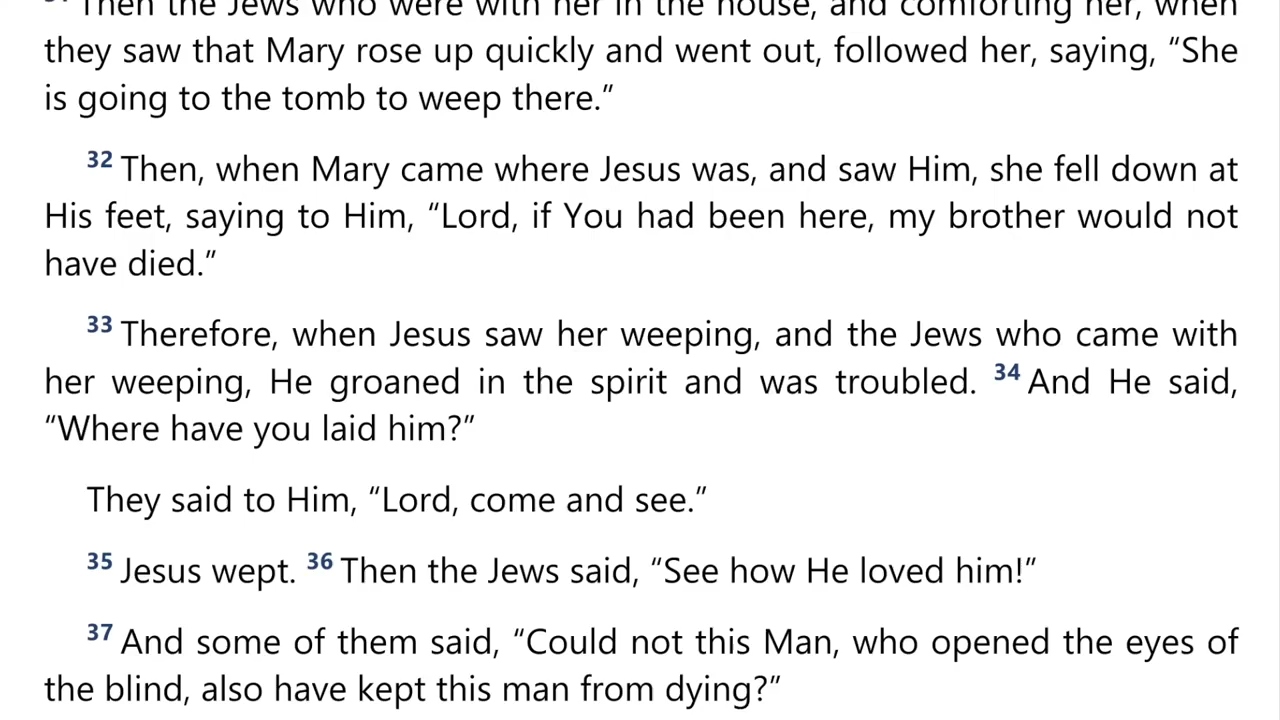 Then the Jews who were with her in the house, and comforting her, when
they saw that Mary rose up quickly and went out, followed her, saying, “She
is going to the tomb to weep there.”
32 Then, when Mary came where Jesus was, and saw Him, she fell down at
His feet, saying to Him, “Lord, if You had been here, my brother would not
have died.”
33 Therefore, when Jesus saw her weeping, and the Jews who came with
her weeping, He groaned in the spirit and was troubled. 34 And He said,
“Where have you laid him?”
They said to Him, “Lord, come and see.”
35 Jesus wept. 36 Then the Jews said, “See how He loved him!”
37 And some of them said, “Could not this Man, who opened the eyes of
the blind, also have kept this man from dying?”